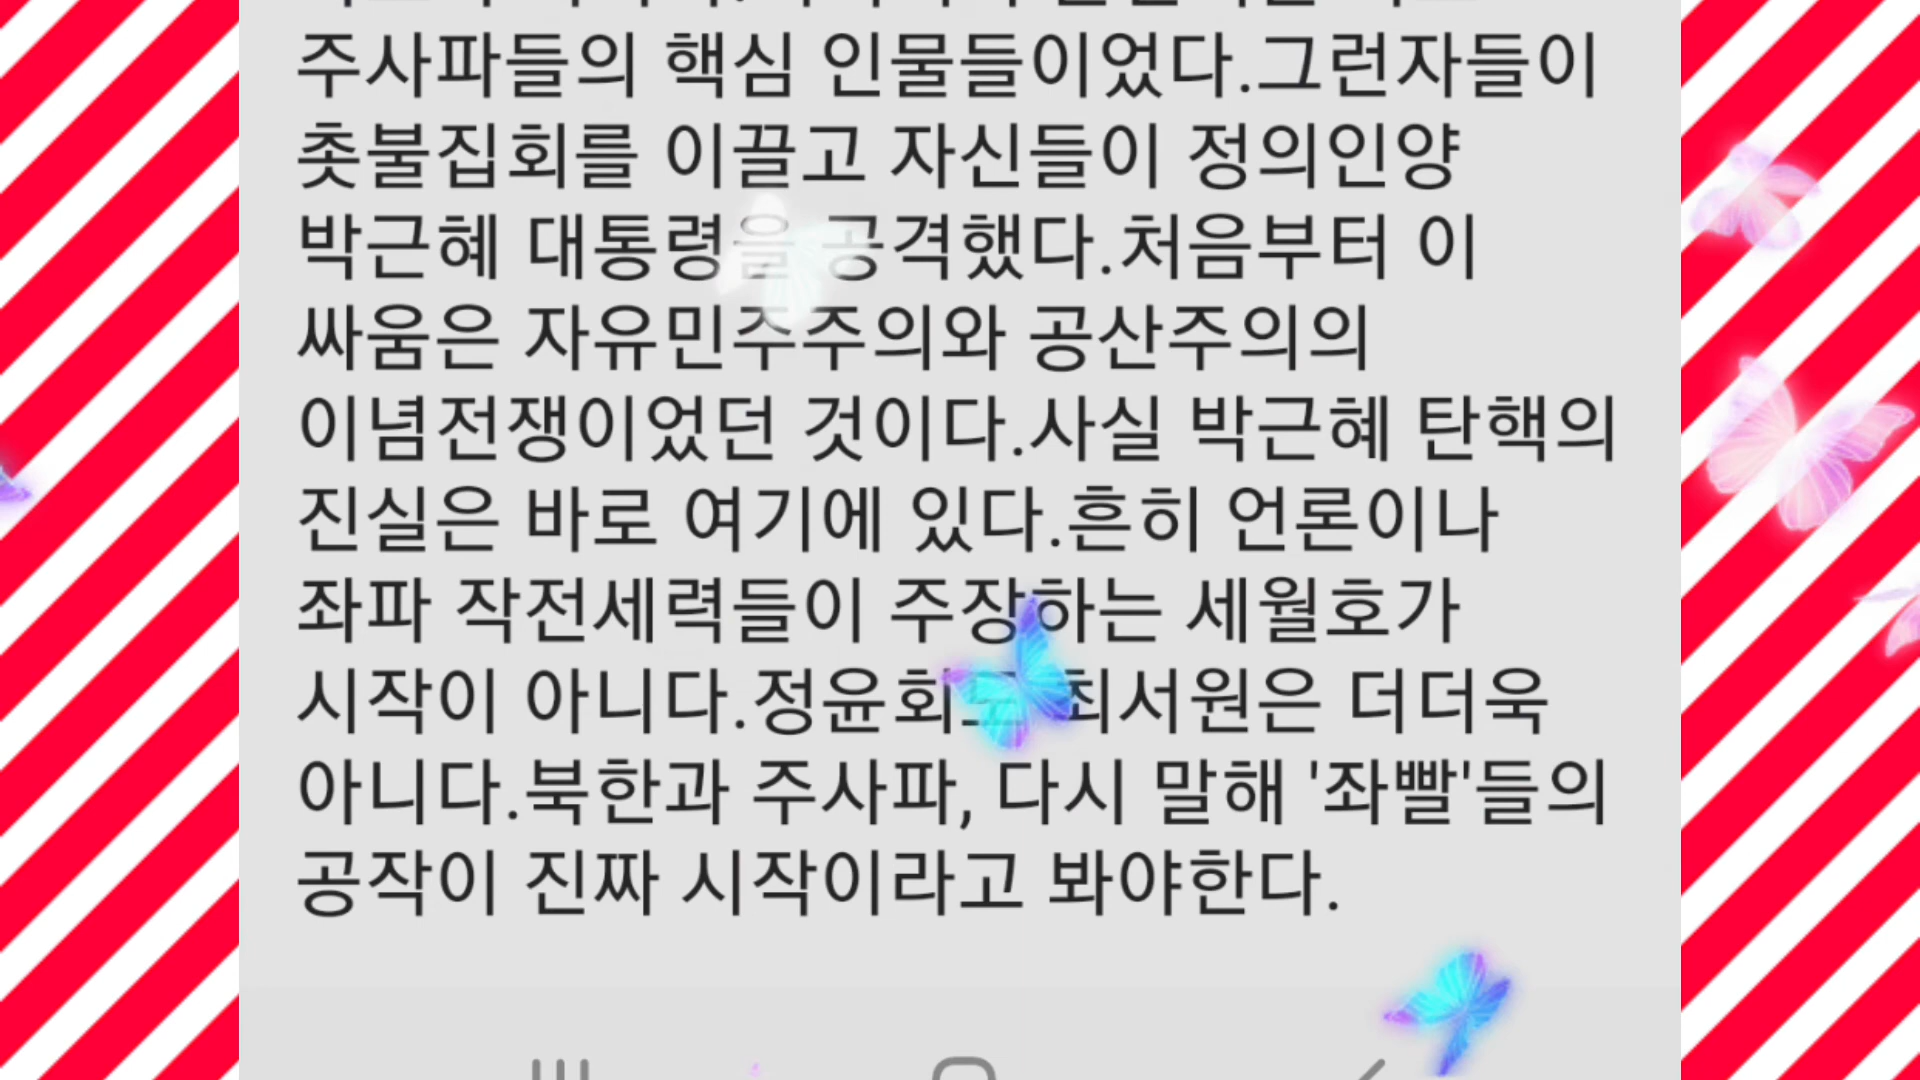 주사파들의 핵심 인물들이었다.그런자들이
촛불집회를 이끌고 자신들이 정의인양
박근혜 대통령을 공격했다.처음부터 이
싸움은 자유민주주의와 공산주의의
이념전쟁이었던 것이다.사실 박근혜 탄핵의
진실은 바로 여기에 있다.흔히 언론이나
좌파 작전세력들이 주장하는 세월호가
시작이 아니다.정윤회도 최서원은 더더욱
아니다.북한과 주사파, 다시 말해 '좌빨'들의
공작이 진짜 시작이라고 봐야한다.